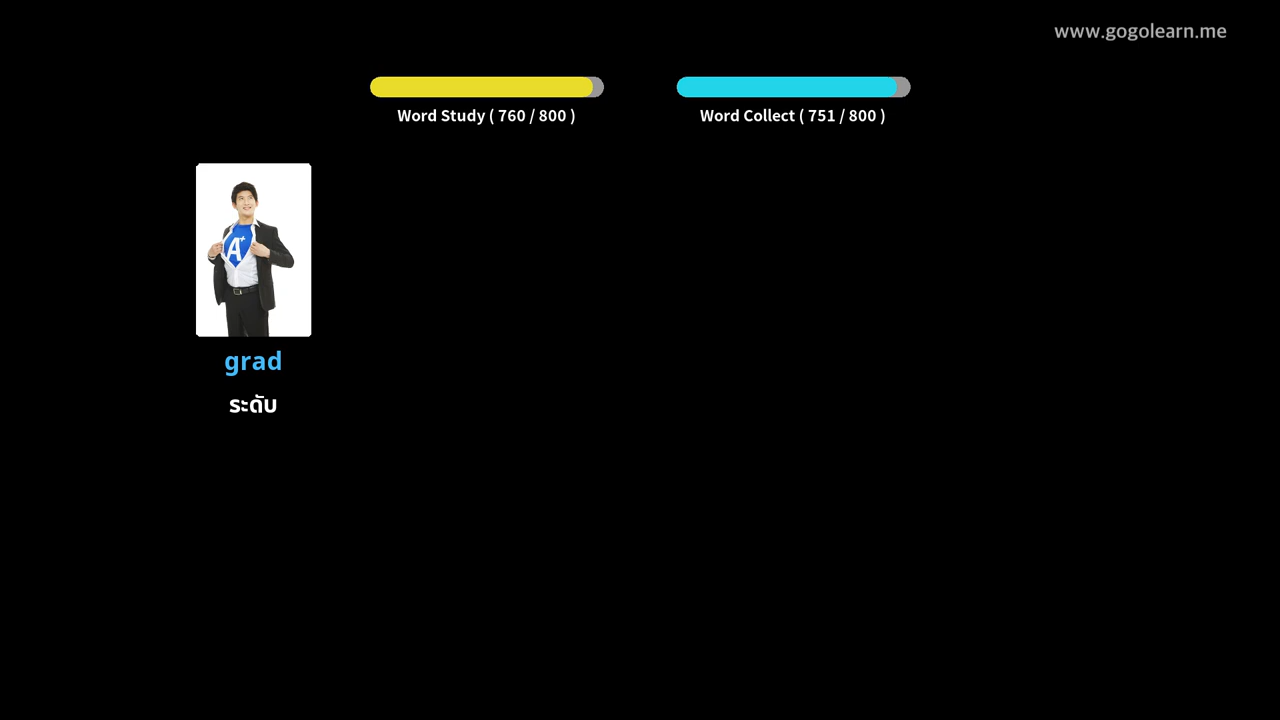 www.gogolearn.me
Word Study ( 760 / 800 )
Word Collect ( 751 / 800 )
A+
grad
ระดับ